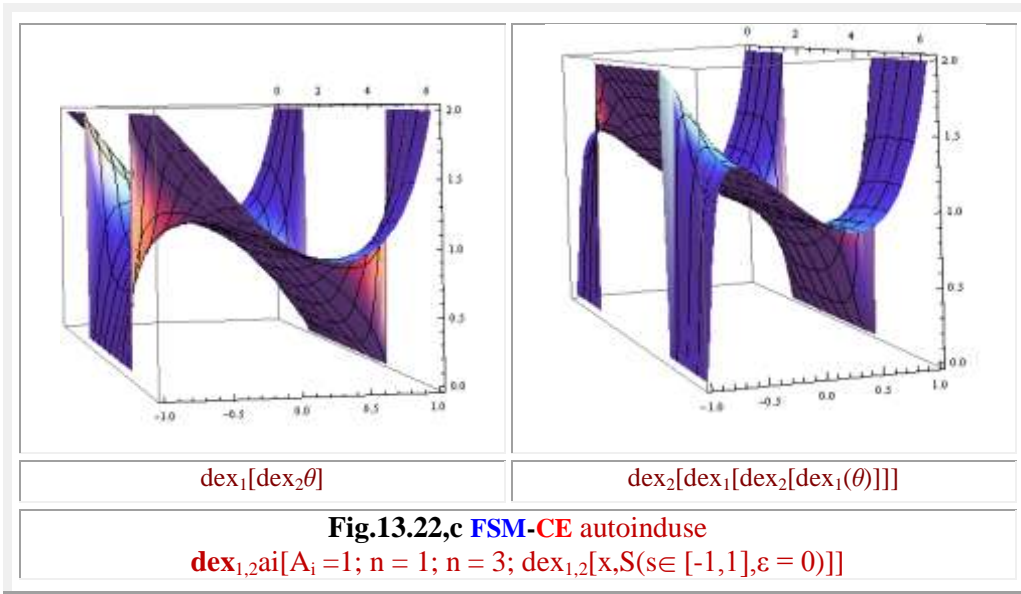 0 2 4 6
2.0
1.5
1.0
0.5
0.0
-1.0 -0.5 0.0 0.5 1.0
0 2 4 6
2.0
1.5
1.0
0.5
0.0
-1.0 -0.5 0.0 0.5 1.0
dex₁[dex₂θ]
dex₂[dex₁[dex₂[dex₁(θ)]]]
Fig.13.22,c FSM-CE autoinduse
dex₁,₂ai[Aᵢ =1; n = 1; n = 3; dex₁,₂[x,S(s∈ [-1,1],ε = 0)]]